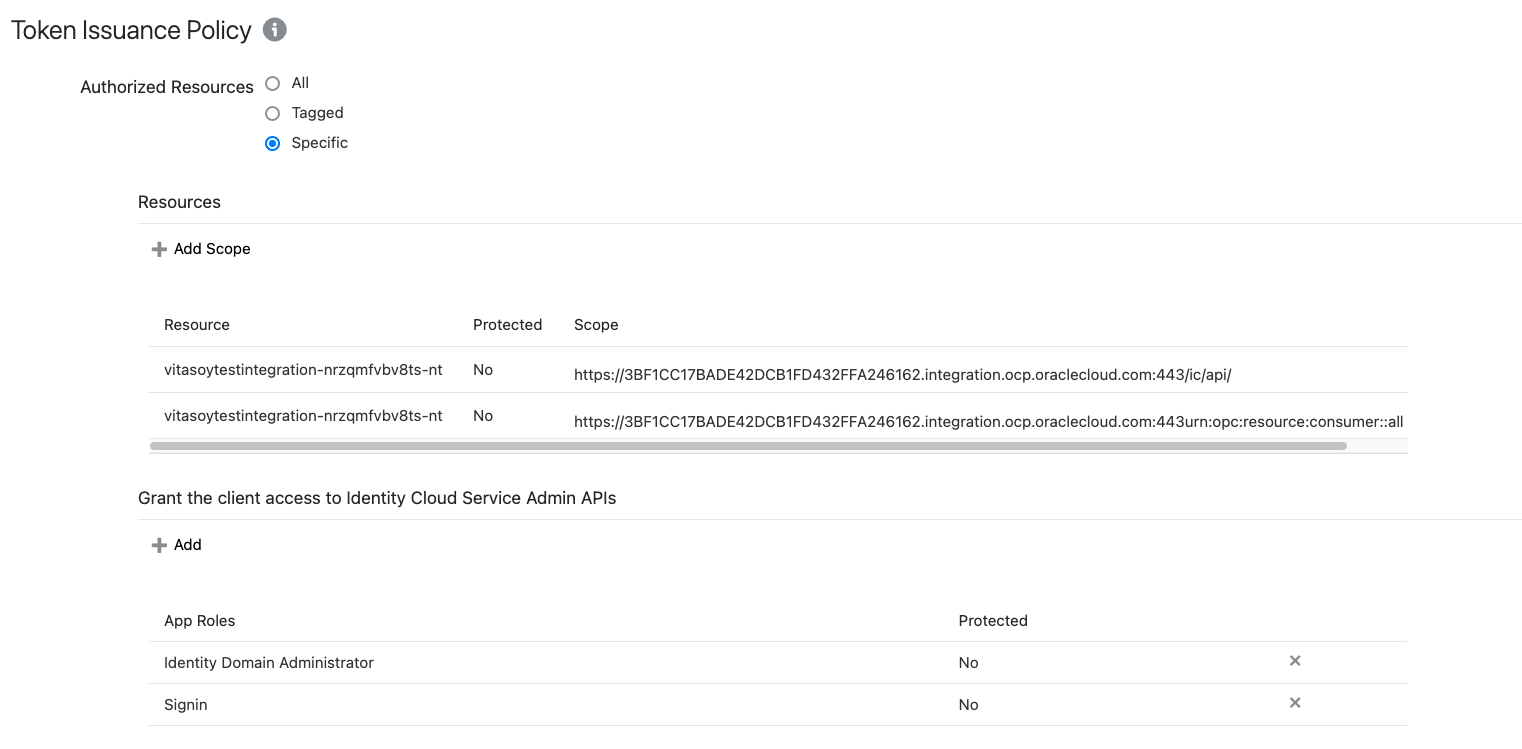 Token Issuance Policy
Authorized Resources
All
Tagged
Specific
Resources
Add Scope
Resource Protected Scope
vitasoytestintegration-nrzqmfvbv8ts-nt No https://3BF1CC17BADE42DCB1FD432FFA246162.integration.ocp.oraclecloud.com:443/ic/api/
vitasoytestintegration-nrzqmfvbv8ts-nt No https://3BF1CC17BADE42DCB1FD432FFA246162.integration.ocp.oraclecloud.com:443urn:opc:resource:consumer::all
Grant the client access to Identity Cloud Service Admin APIs
Add
App Roles Protected
Identity Domain Administrator No
Signin No